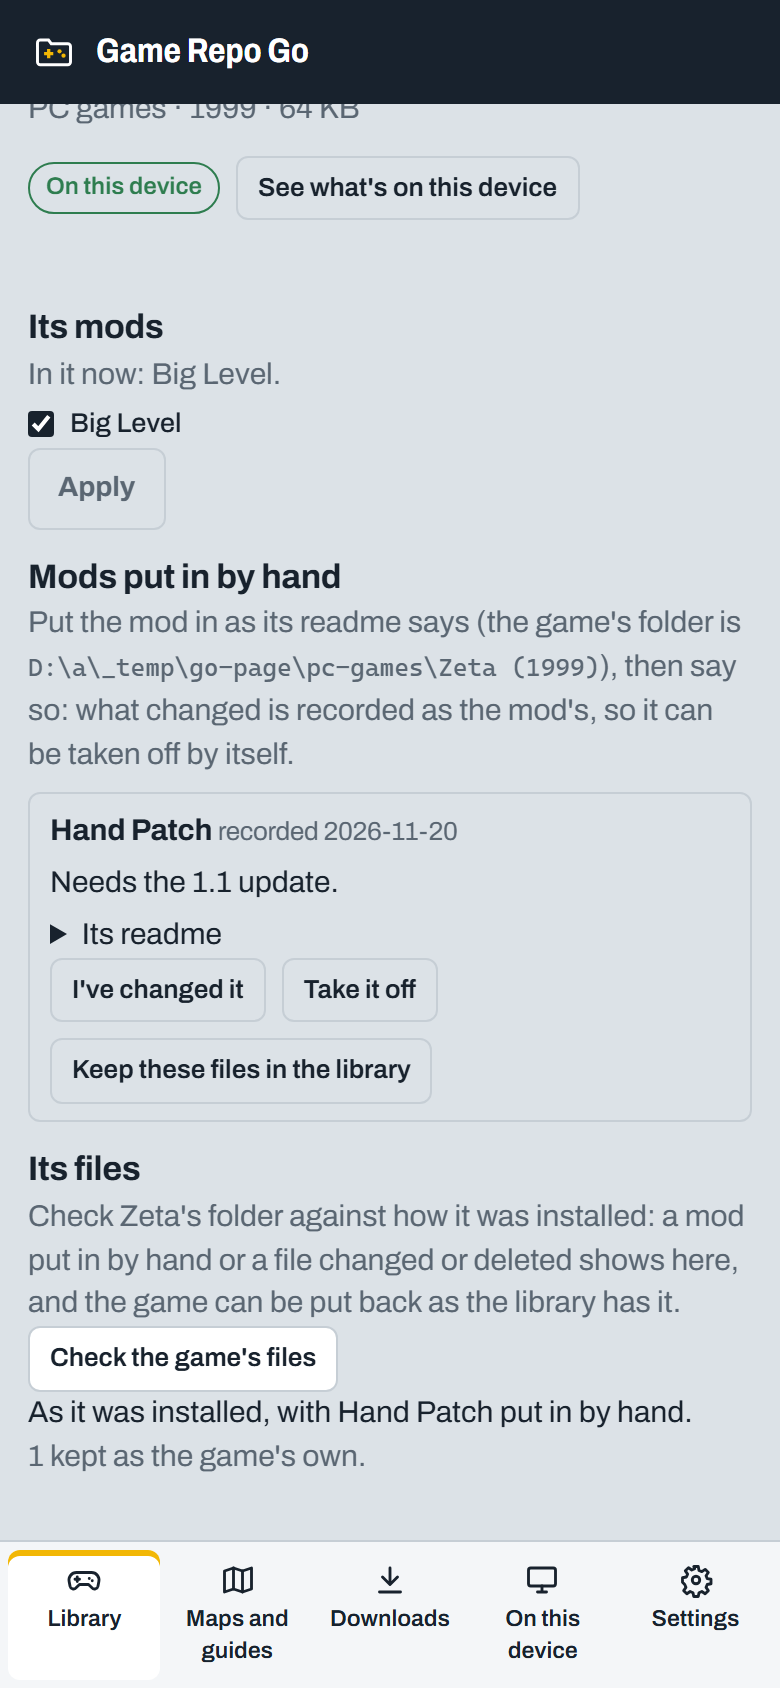 Game Repo Go
PC games · 1999 · 64 KB
On this device
See what's on this device
Its mods
In it now: Big Level.
Big Level
Apply
Mods put in by hand
Put the mod in as its readme says (the game's folder is
D:\a\_temp\go-page\pc-games\Zeta (1999)), then say
so: what changed is recorded as the mod's, so it can
be taken off by itself.
Hand Patch recorded 2026-11-20
Needs the 1.1 update.
Its readme
I've changed it
Take it off
Keep these files in the library
Its files
Check Zeta's folder against how it was installed: a mod
put in by hand or a file changed or deleted shows here,
and the game can be put back as the library has it.
Check the game's files
As it was installed, with Hand Patch put in by hand.
1 kept as the game's own.
Library
Maps and
guides
Downloads
On this
device
Settings